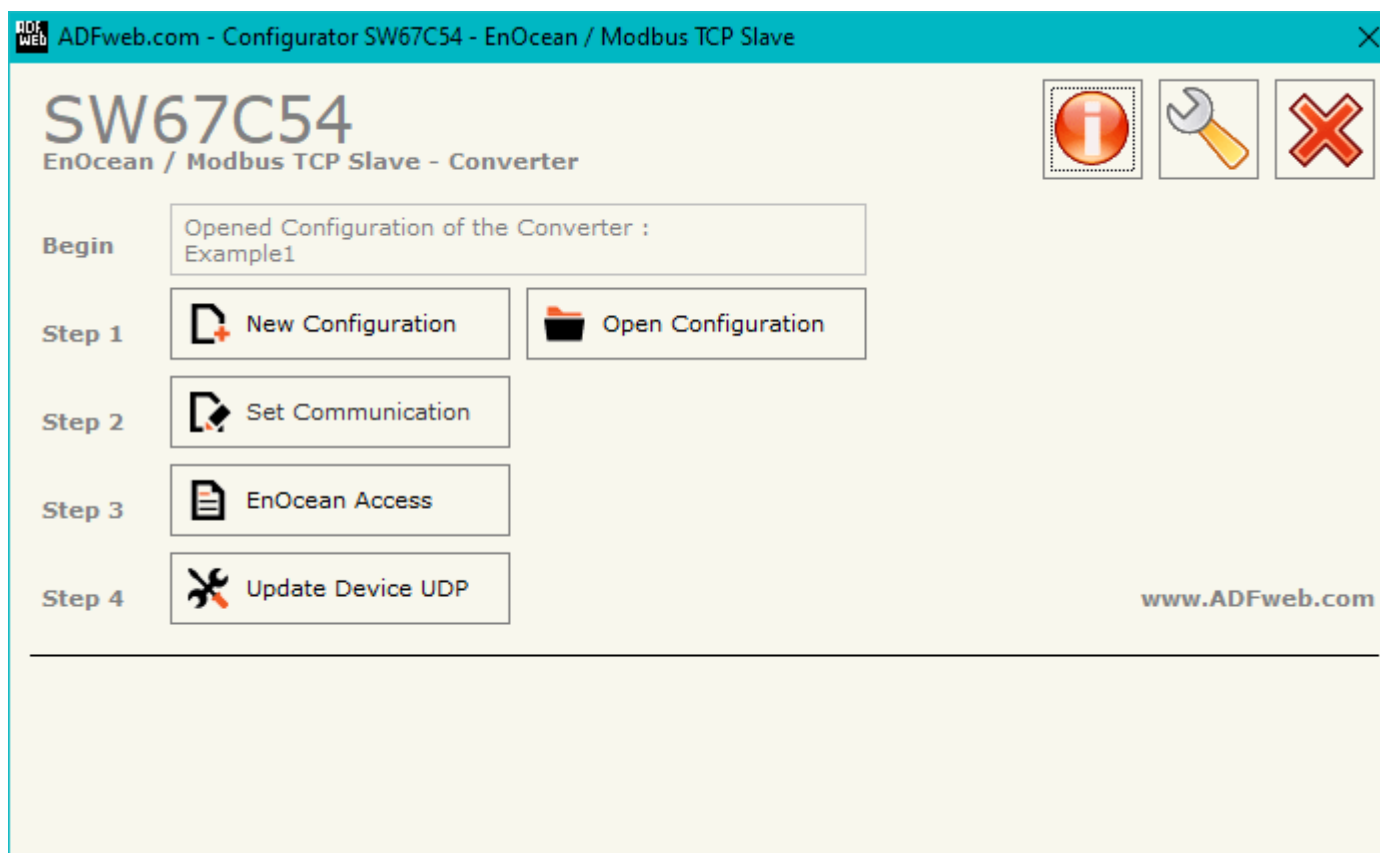 ADF
WEB
ADFweb.com - Configurator SW67C54 - EnOcean / Modbus TCP Slave
SW67C54
EnOcean / Modbus TCP Slave - Converter
Begin
Opened Configuration of the Converter :
Example1
Step 1
New Configuration
Open Configuration
Step 2
Set Communication
Step 3
EnOcean Access
Step 4
Update Device UDP
www.ADFweb.com